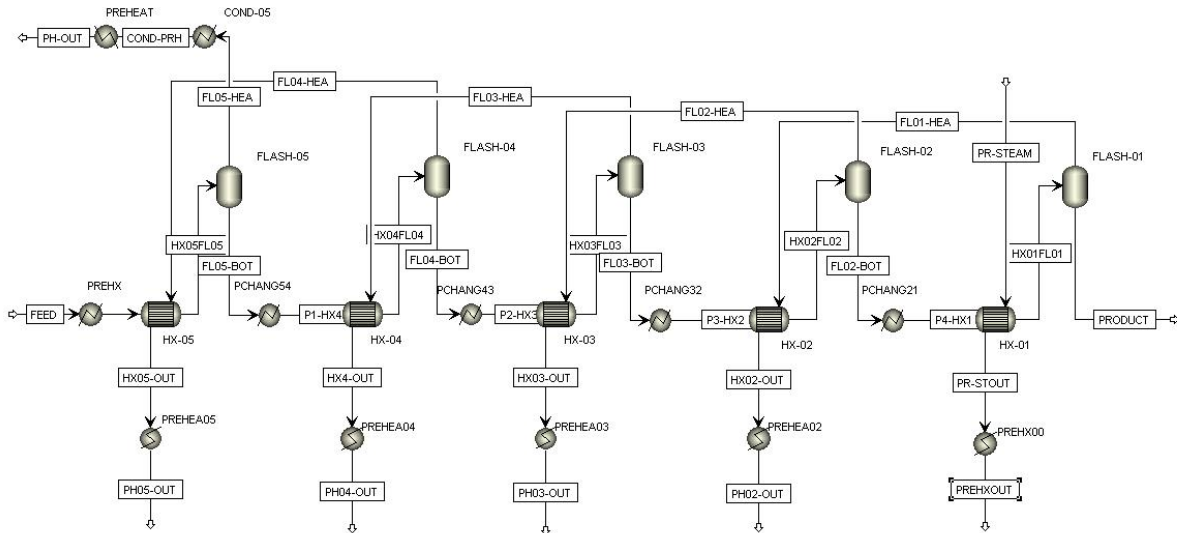 PREHEAT
COND-05
PH-OUT
COND-PRH
FL04-HEA
FL05-HEA
FL03-HEA
FL02-HEA
FL01-HEA
FLASH-05
FLASH-04
FLASH-03
FLASH-02
PR-STEAM
FLASH-01
HX05FL05
HX04FL04
HX03FL03
HX02FL02
HX01FL01
FL05-BOT
FL04-BOT
FL03-BOT
FL02-BOT
PREHX
PCHANG54
PCHANG43
PCHANG32
PCHANG21
FEED
P1-HX4
P2-HX3
P3-HX2
P4-HX1
PRODUCT
HX-05
HX-04
HX-03
HX-02
HX-01
HX05-OUT
HX4-OUT
HX03-OUT
HX02-OUT
PR-STOUT
PREHEA05
PREHEA04
PREHEA03
PREHEA02
PREHX00
PH05-OUT
PH04-OUT
PH03-OUT
PH02-OUT
PREHXOUT